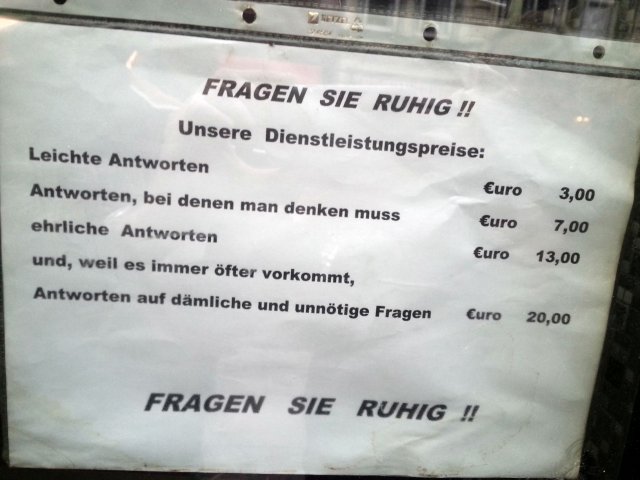 FRAGEN SIE RUHIG !!
Unsere Dienstleistungspreise:
Leichte Antworten €uro 3,00
Antworten, bei denen man denken muss €uro 7,00
ehrliche Antworten €uro 13,00
und, weil es immer öfter vorkommt,
Antworten auf dämliche und unnötige Fragen €uro 20,00
FRAGEN SIE RUHIG !!